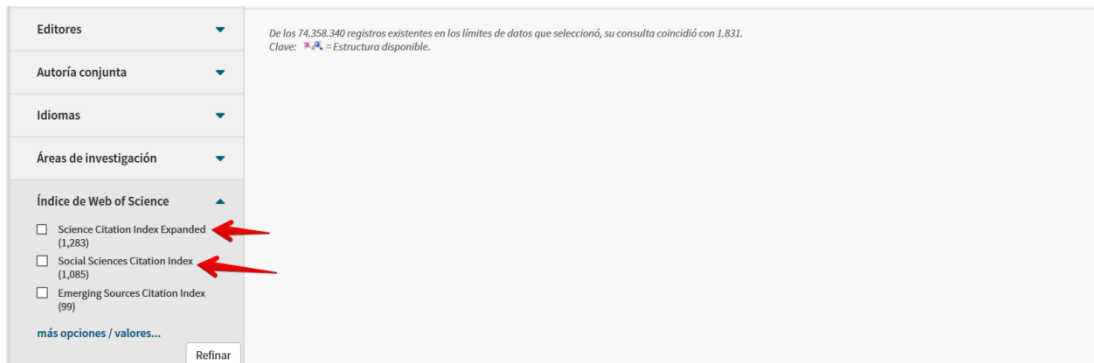 Editores
Autoría conjunta
Idiomas
Áreas de investigación
Índice de Web of Science
Science Citation Index Expanded
(1,283)
Social Sciences Citation Index
(1,085)
Emerging Sources Citation Index
(99)
más opciones / valores...
Refinar
De los 74.358.340 registros existentes en los límites de datos que seleccionó, su consulta coincidió con 1.831.
Clave: = Estructura disponible.